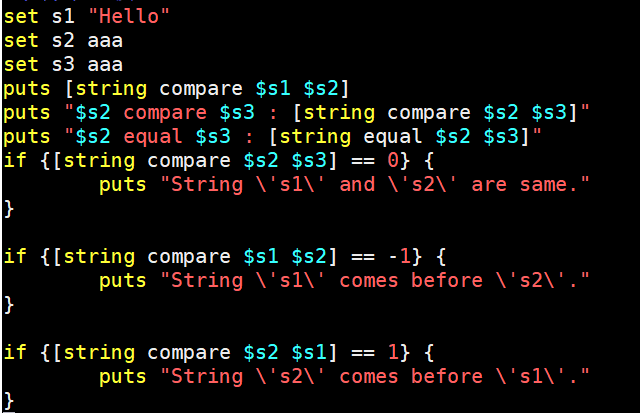 set s1 "Hello"
set s2 aaa
set s3 aaa
puts [string compare $s1 $s2]
puts "$s2 compare $s3 : [string compare $s2 $s3]"
puts "$s2 equal $s3 : [string equal $s2 $s3]"
if {[string compare $s2 $s3] == 0} {
        puts "String \'s1\' and \'s2\' are same."
}

if {[string compare $s1 $s2] == -1} {
        puts "String \'s1\' comes before \'s2\'."
}

if {[string compare $s2 $s1] == 1} {
        puts "String \'s2\' comes before \'s1\'."
}